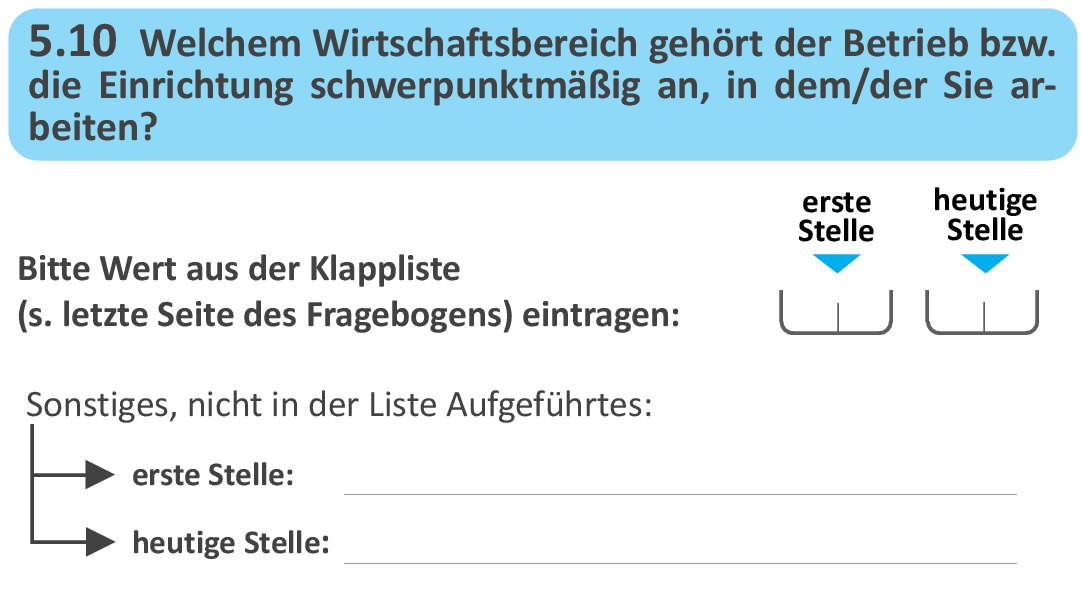 5.10 Welchem Wirtschaftsbereich gehört der Betrieb bzw.
die Einrichtung schwerpunktmäßig an, in dem/der Sie ar-
beiten?
erste
Stelle
heutige
Stelle
Bitte Wert aus der Klappliste
(s. letzte Seite des Fragebogens) eintragen:
Sonstiges, nicht in der Liste Aufgeführtes:
erste Stelle:
heutige Stelle: